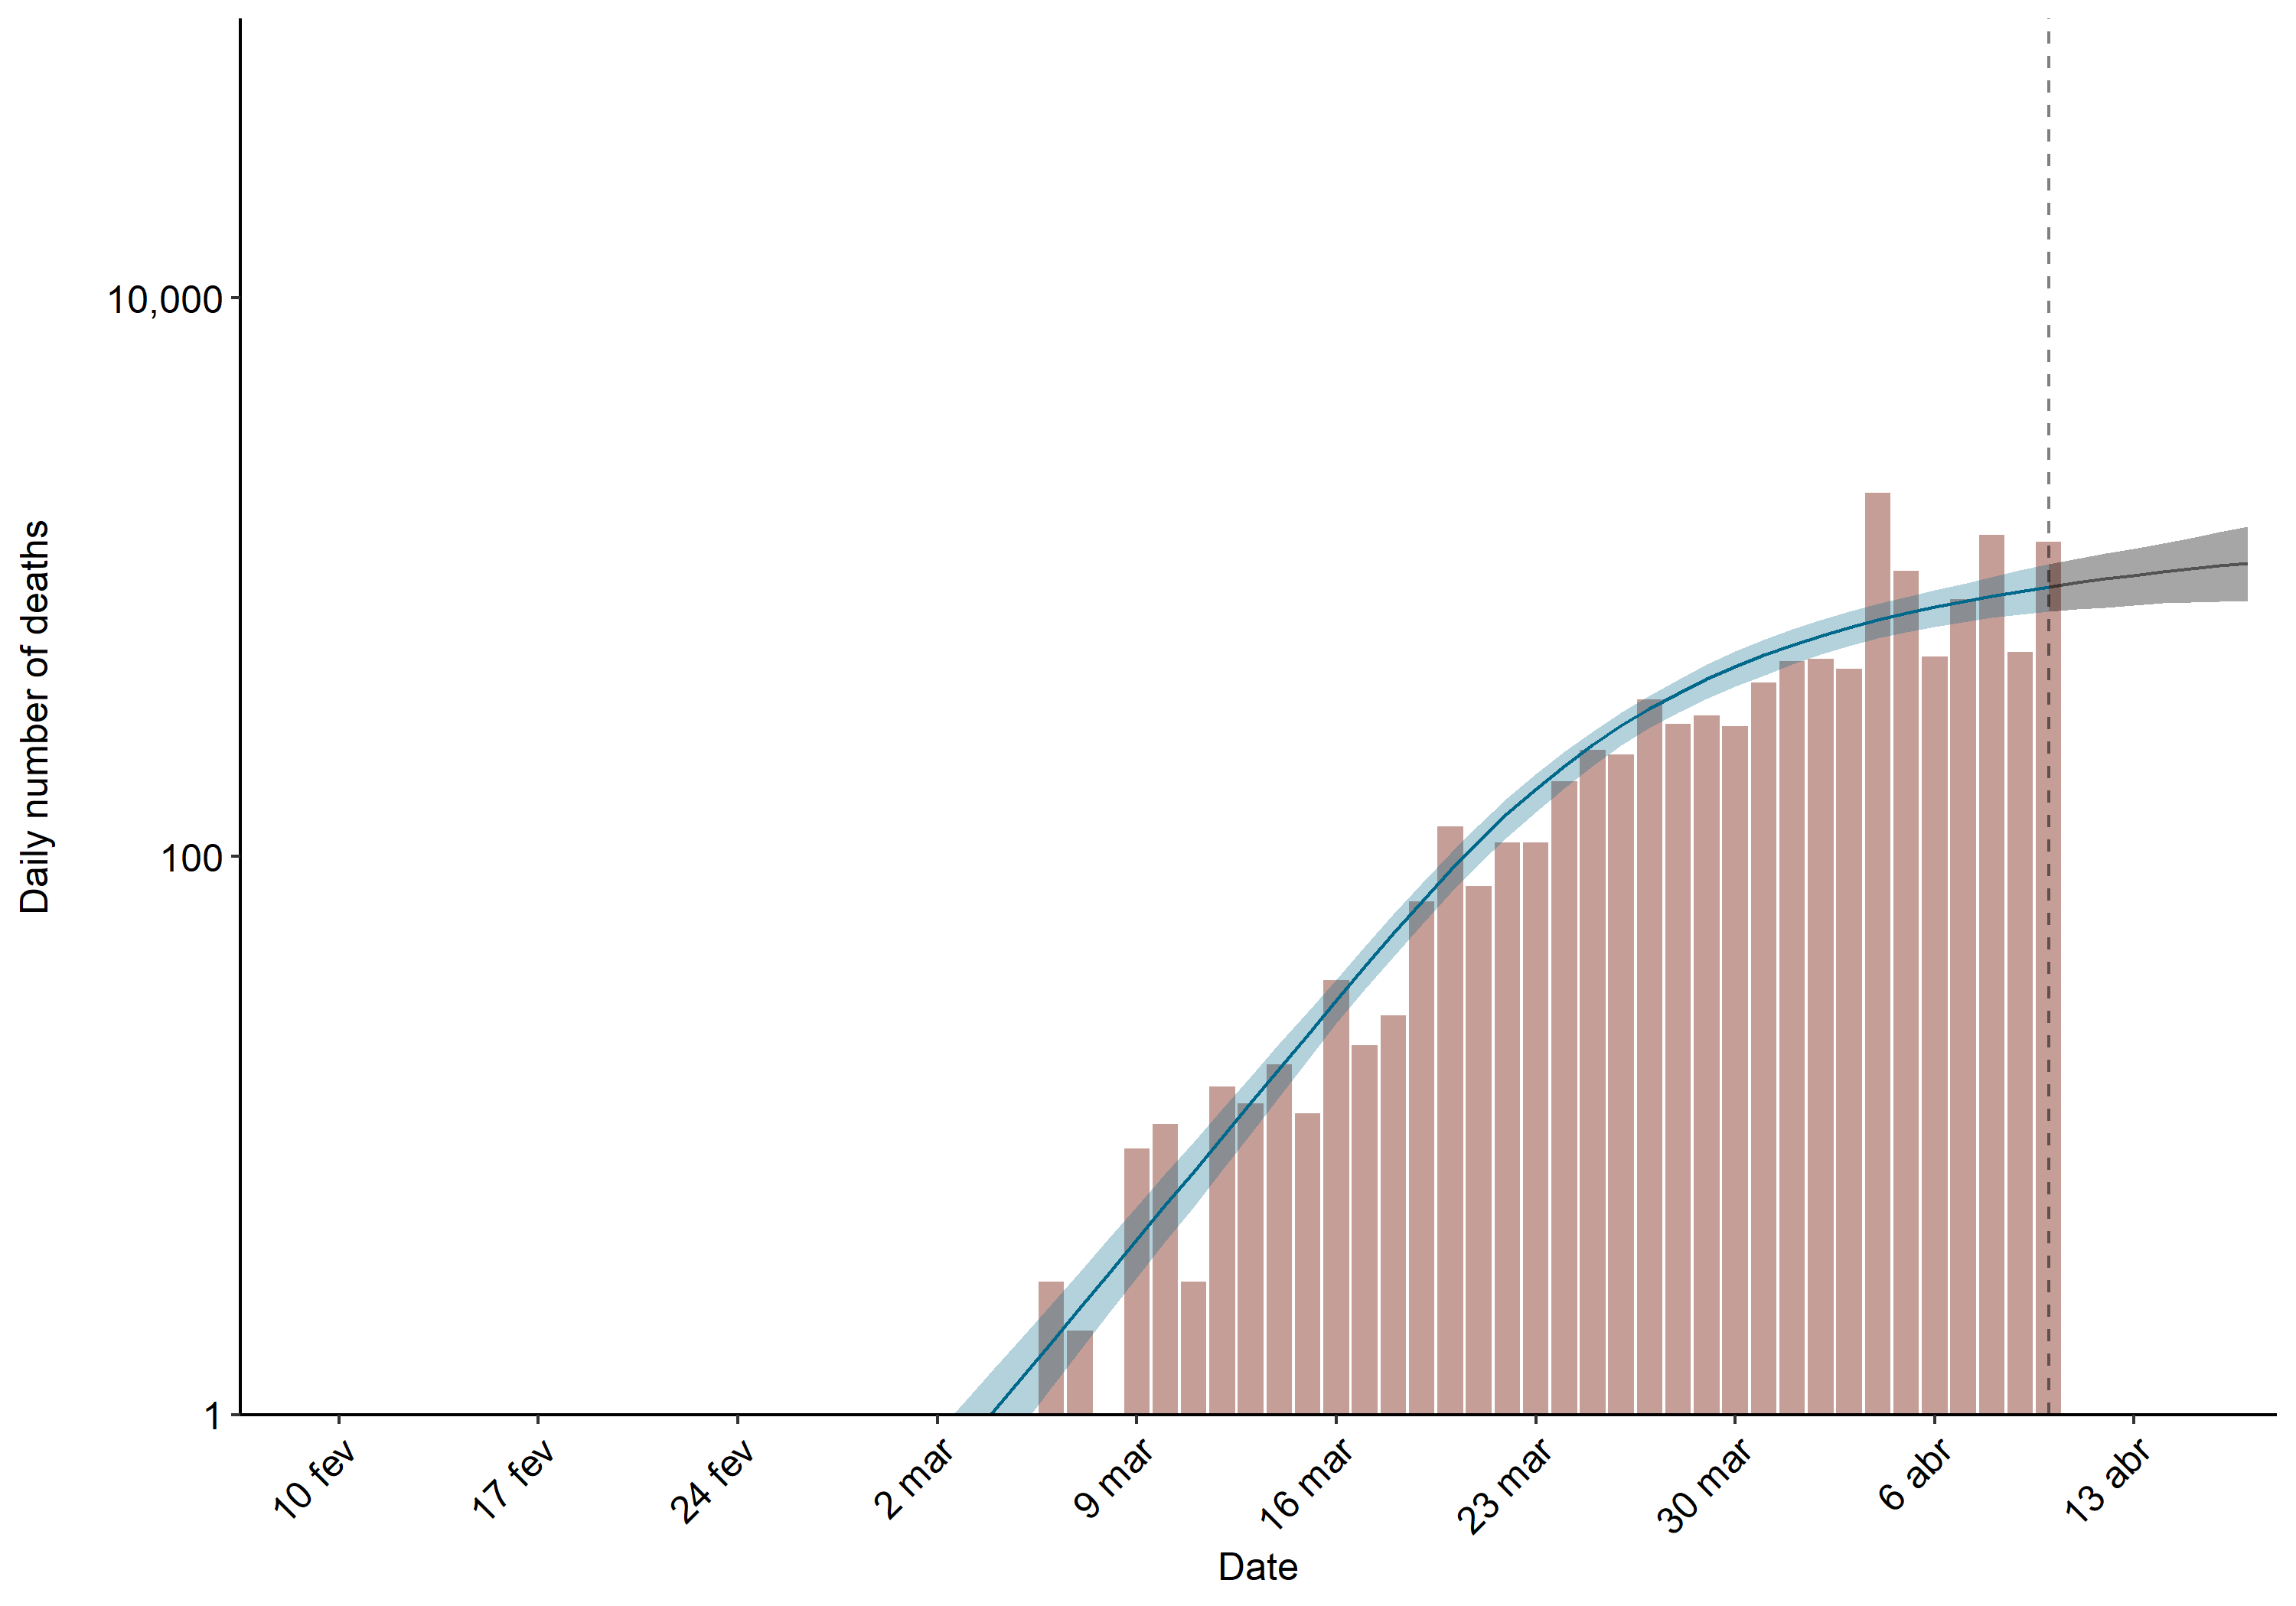 Daily number of deaths
10,000
100
1
10 fev
17 fev
24 fev
2 mar
9 mar
16 mar
23 mar
30 mar
6 abr
13 abr
Date